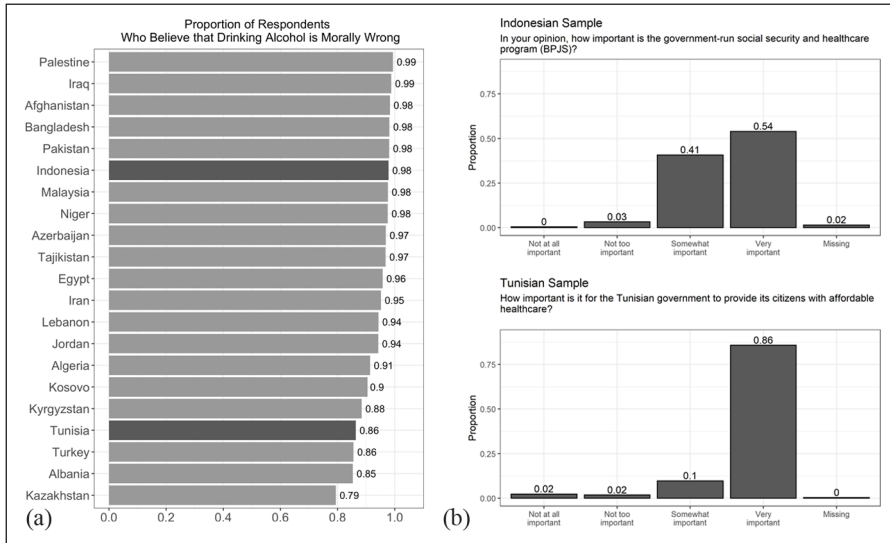 Proportion of Respondents
Who Believe that Drinking Alcohol is Morally Wrong
Palestine 0.99
Iraq 0.99
Afghanistan 0.98
Bangladesh 0.98
Pakistan 0.98
Indonesia 0.98
Malaysia 0.98
Niger 0.98
Azerbaijan 0.97
Tajikistan 0.97
Egypt 0.96
Iran 0.95
Lebanon 0.94
Jordan 0.94
Algeria 0.91
Kosovo 0.9
Kyrgyzstan 0.88
Tunisia 0.86
Turkey 0.86
Albania 0.85
Kazakhstan 0.79
0.0 0.2 0.4 0.6 0.8 1.0
(a)
Indonesian Sample
In your opinion, how important is the government-run social security and healthcare
program (BPJS)?
Proportion
0.75
0.50
0.25
0.00
0 0.03 0.41 0.54 0.02
Not at all Not too Somewhat Very Missing
important important important important
Tunisian Sample
How important is it for the Tunisian government to provide its citizens with affordable
healthcare?
Proportion
0.75
0.50
0.25
0.00
0.02 0.02 0.1 0.86 0
Not at all Not too Somewhat Very Missing
important important important important
(b)